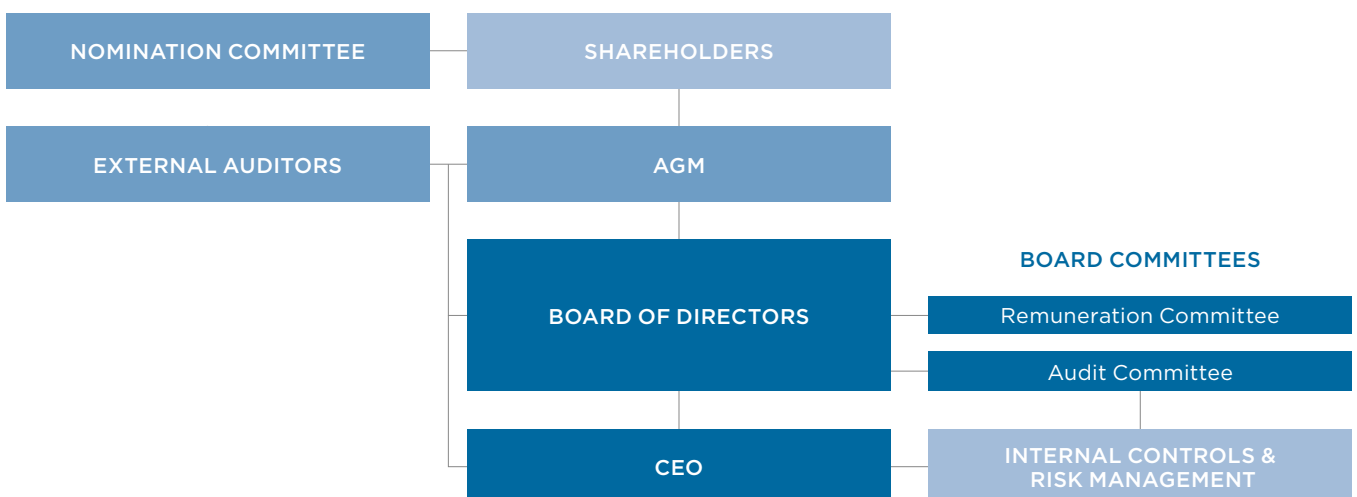 NOMINATION COMMITTEE
SHAREHOLDERS
EXTERNAL AUDITORS
AGM
BOARD OF DIRECTORS
BOARD COMMITTEES
Remuneration Committee
Audit Committee
CEO
INTERNAL CONTROLS &
RISK MANAGEMENT